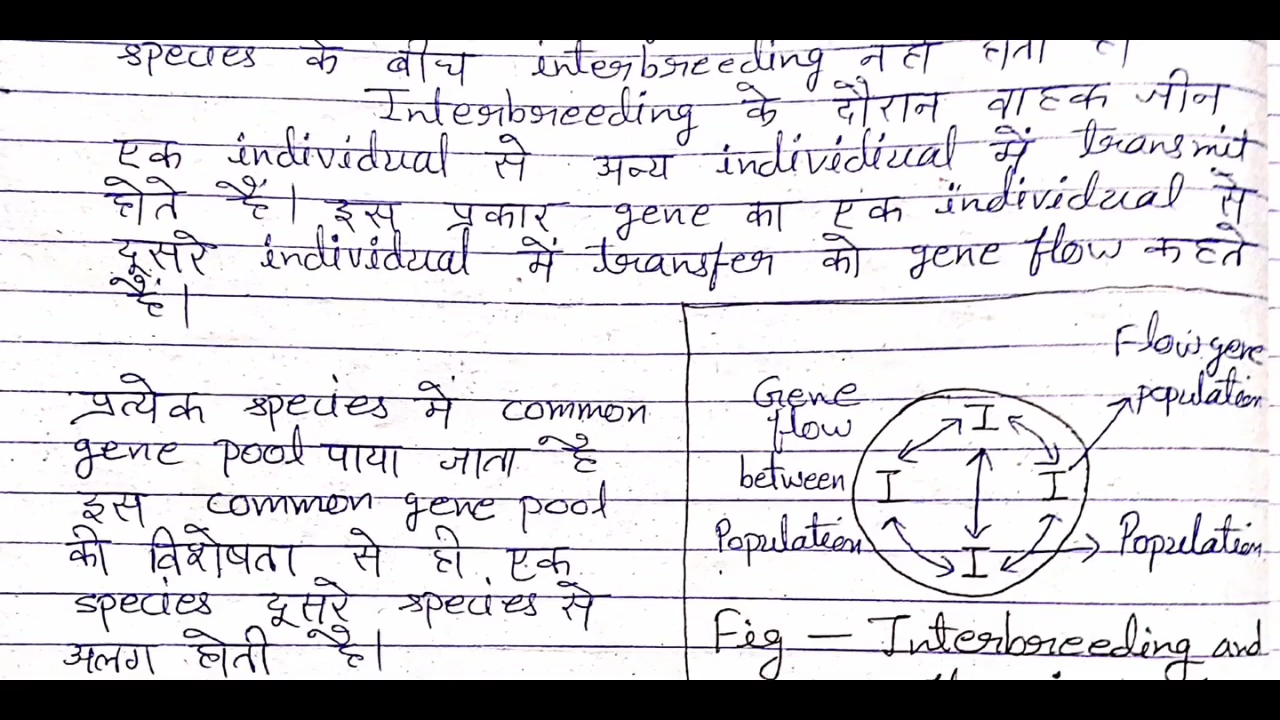 species के बीच interbreeding नही होता है।
Interbreeding के दौरान वाहक जीन
एक individual से अन्य individiual में transmit
होते हैं। इस प्रकार gene का एक individual से
दूसरे individual में transfer को gene flow कहते
हैं।
प्रत्येक species में common
gene pool पाया जाता है
इस common gene pool
की विशेषता से ही एक
species दूसरे species से
अलग होती है।
Gene
flow
between
Population
Flow gene
population
I
I I
I
Population
Fig — Interbreeding and